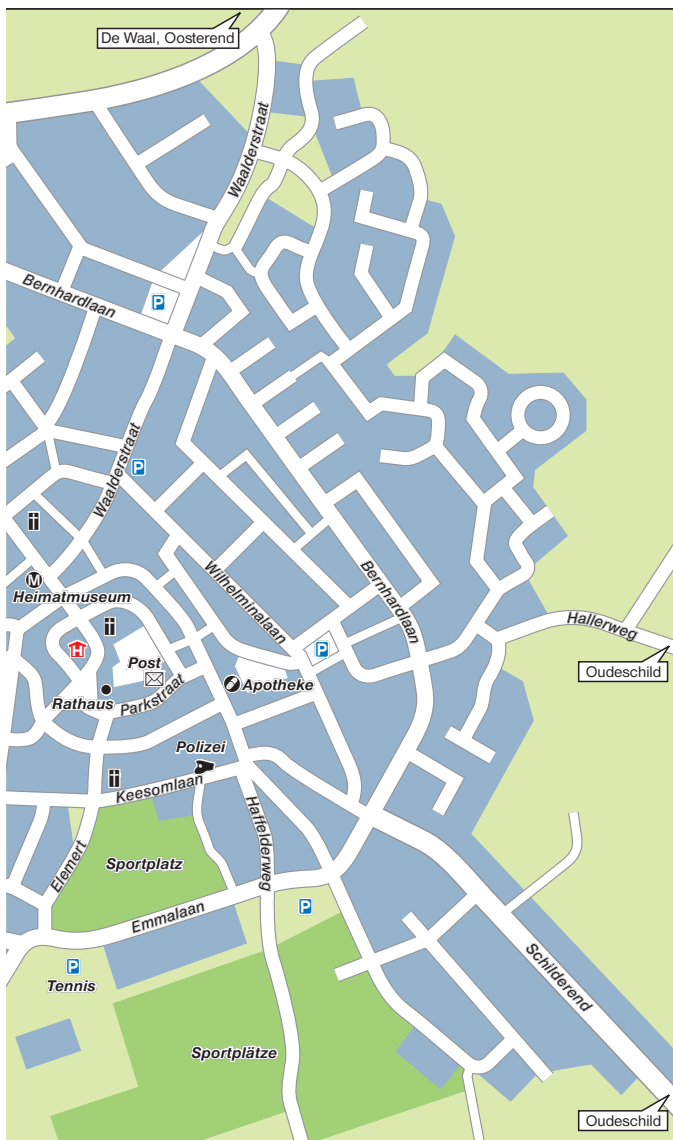 De Waal, Oosterend
Waalderstraat
Bernhardlaan
P
Waalderstraat
P
M
Heimatmuseum
Wilhelminalaan
Bernhardlaan
Hallerweg
H
P
Oudeschild
Post
Apotheke
Rathaus
Parkstraat
Polizei
Keesomlaan
Haffelderweg
Elemert
Sportplatz
Emmalaan
P
Schilderend
P
Tennis
Sportplätze
Oudeschild